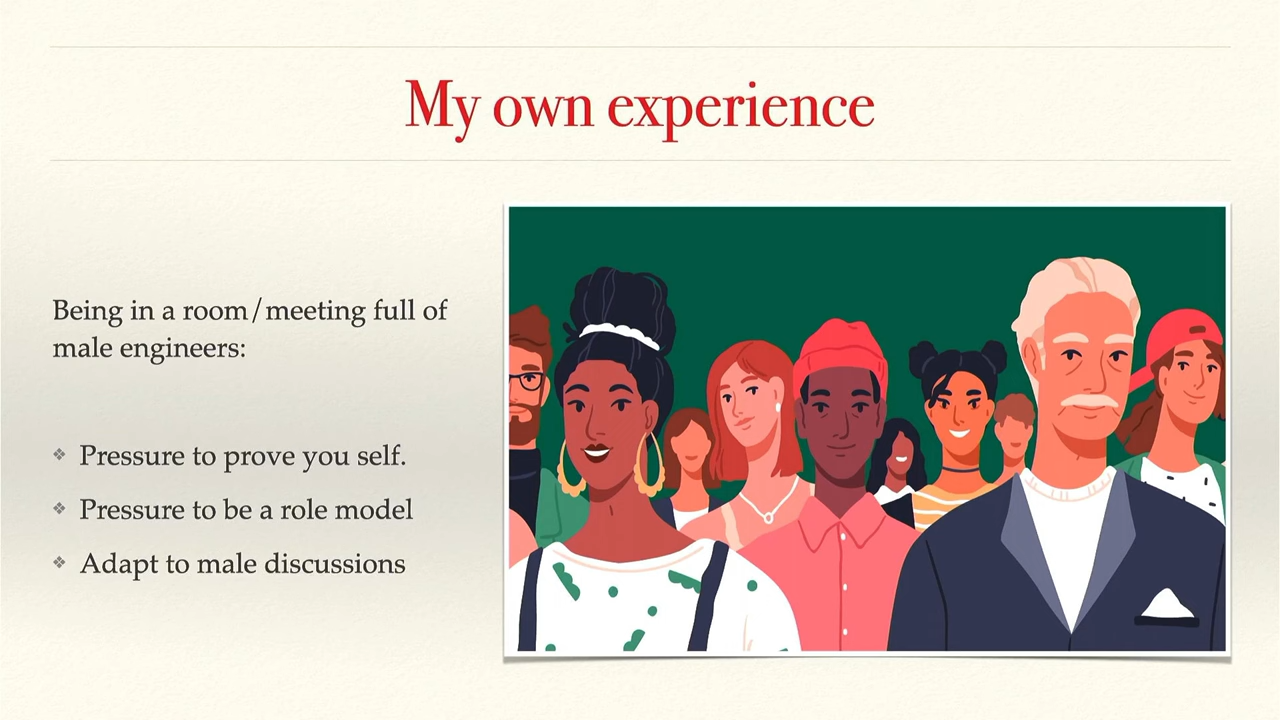 My own experience
Being in a room/meeting full of
male engineers:
❖ Pressure to prove you self.
❖ Pressure to be a role model
❖ Adapt to male discussions